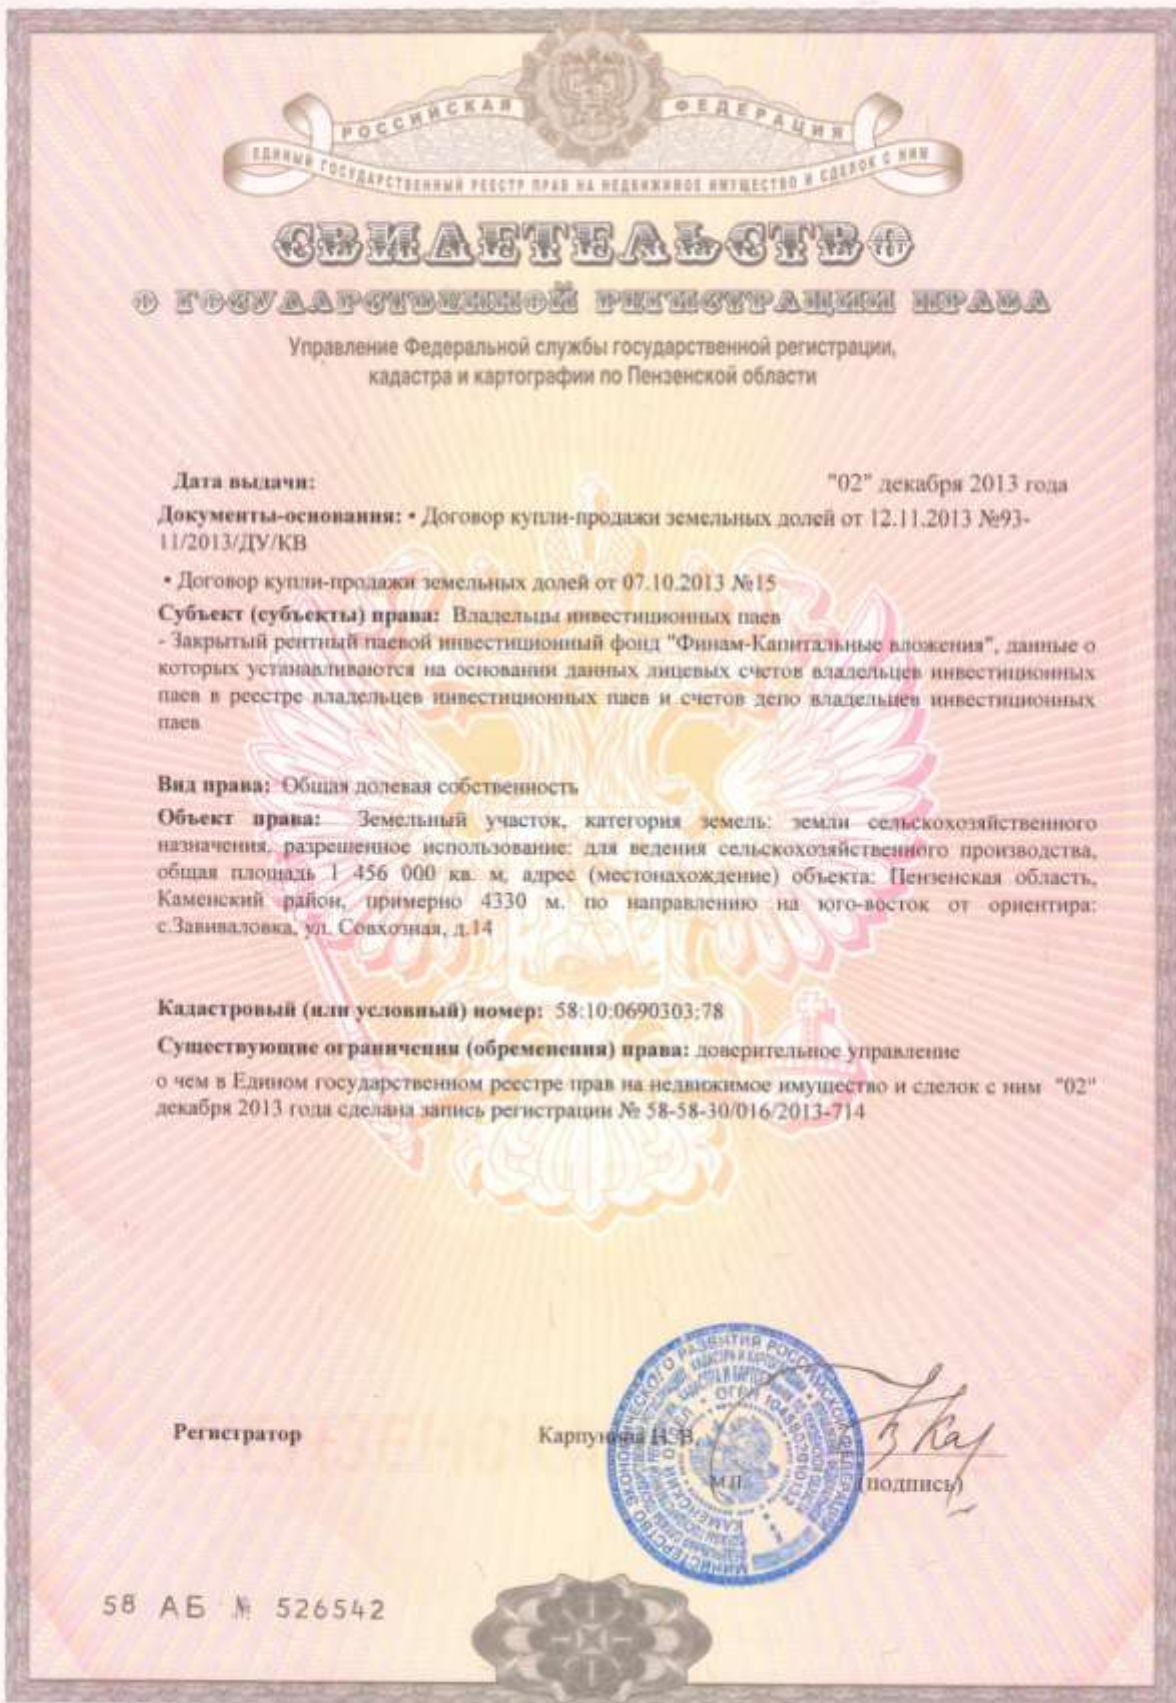 РОССИЙСКАЯ ФЕДЕРАЦИЯ
ЕДИНЫЙ ГОСУДАРСТВЕННЫЙ РЕЕСТР ПРАВ НА НЕДВИЖИМОЕ ИМУЩЕСТВО И СДЕЛОК С НИМ
СВИДЕТЕЛЬСТВО
О ГОСУДАРСТВЕННОЙ РЕГИСТРАЦИИ ПРАВА
Управление Федеральной службы государственной регистрации,
кадастра и картографии по Пензенской области
Дата выдачи: "02" декабря 2013 года
Документы-основания: • Договор купли-продажи земельных долей от 12.11.2013 №93-
11/2013/ДУ/КВ
• Договор купли-продажи земельных долей от 07.10.2013 №15
Субъект (субъекты) права: Владельцы инвестиционных паев
- Закрытый рентный паевой инвестиционный фонд "Финам-Капитальные вложения", данные о
которых устанавливаются на основании данных лицевых счетов владельцев инвестиционных
паев в реестре владельцев инвестиционных паев и счетов депо владельцев инвестиционных
паев
Вид права: Общая долевая собственность
Объект права: Земельный участок, категория земель: земли сельскохозяйственного
назначения, разрешенное использование: для ведения сельскохозяйственного производства,
общая площадь 1 456 000 кв. м, адрес (местонахождение) объекта: Пензенская область,
Каменский район, примерно 4330 м. по направлению на юго-восток от ориентира:
с.Завиваловка, ул. Совхозная, д.14
Кадастровый (или условный) номер: 58:10:0690303:78
Существующие ограничения (обременения) права: доверительное управление
о чем в Едином государственном реестре прав на недвижимое имущество и сделок с ним "02"
декабря 2013 года сделана запись регистрации № 58-58-30/016/2013-714
МИНИСТЕРСТВО ЭКОНОМИЧЕСКОГО РАЗВИТИЯ РОССИЙСКОЙ ФЕДЕРАЦИИ
КАМЕНСКИЙ ОТДЕЛ
Регистратор Н.В.
М.П. (подпись)
58 АБ № 526542